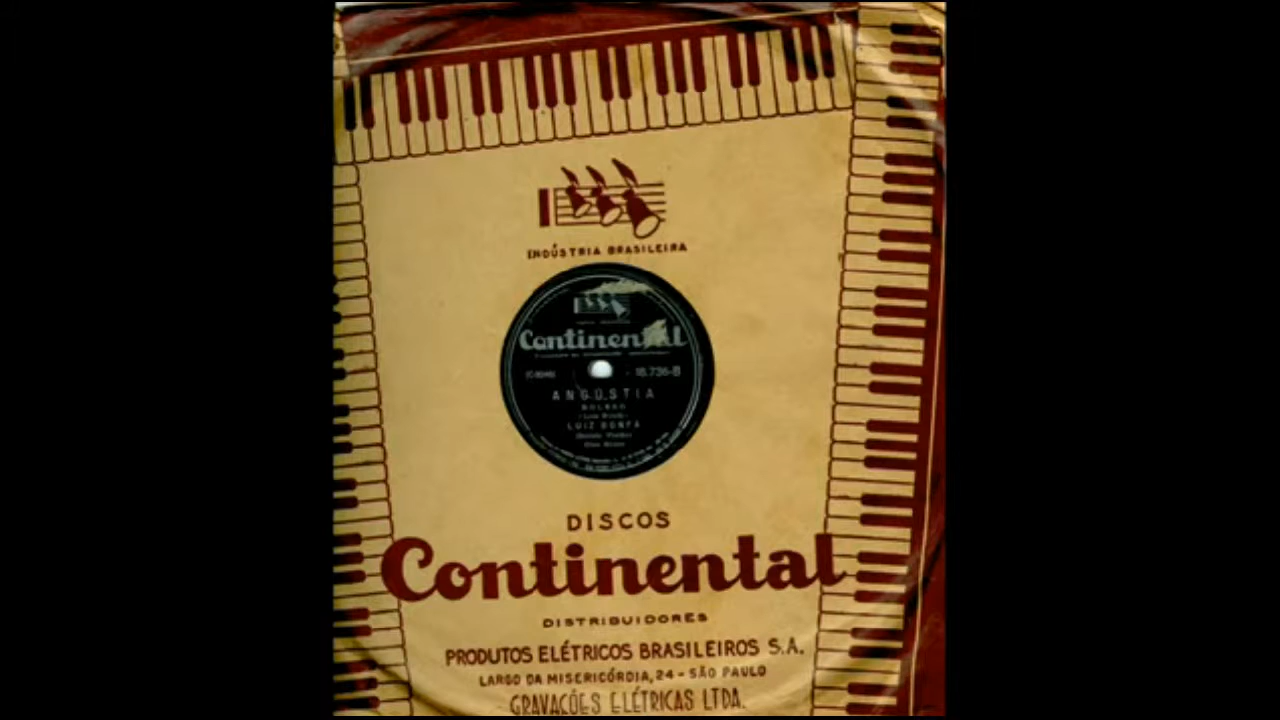 INDÚSTRIA BRASILEIRA
Continental
18.736-B
ANGÚSTIA
BOLERO
LUIZ BONFÁ
DISCOS
Continental
DISTRIBUIDORES
PRODUTOS ELÉTRICOS BRASILEIROS S.A.
LARGO DA MISERICÓRDIA, 24 - SÃO PAULO
GRAVAÇÕES ELÉTRICAS LTDA.